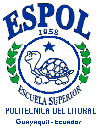 ESPOL
1958
ESCUELA SUPERIOR
POLITECNICA DEL LITORAL
Guayaquil - Ecuador